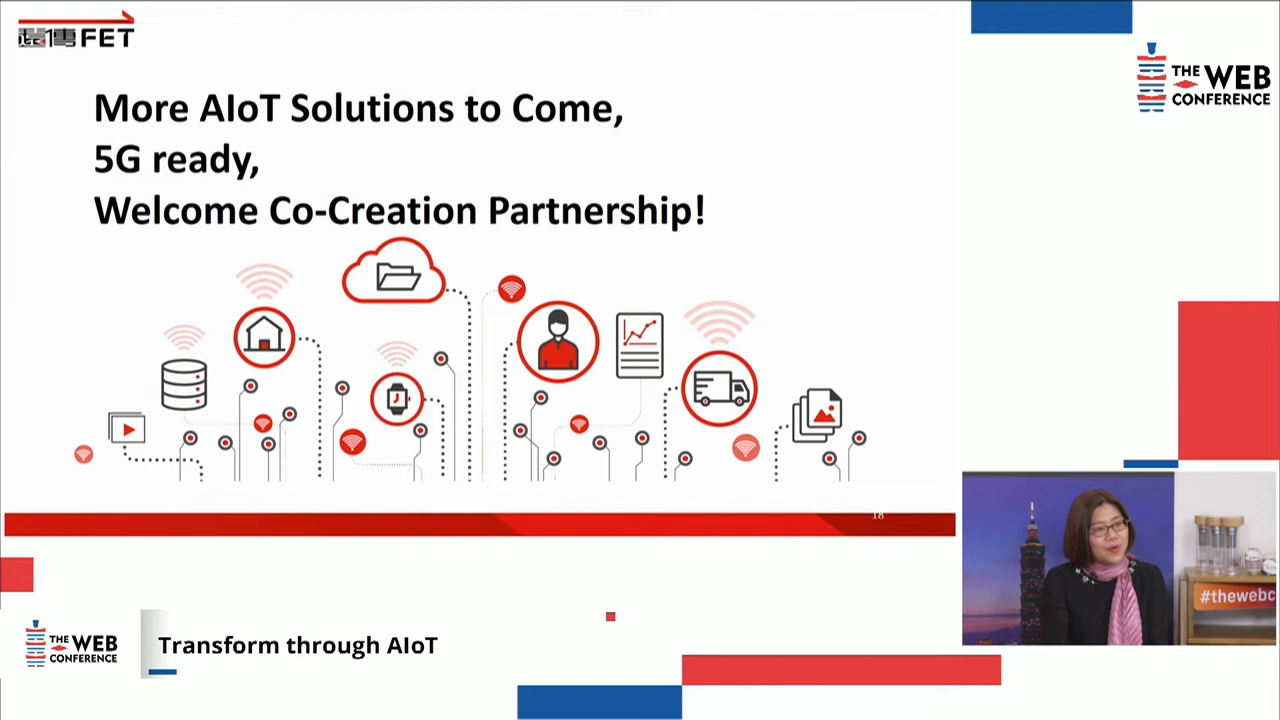 遠傳FET
THE WEB
CONFERENCE
More AIoT Solutions to Come,
5G ready,
Welcome Co-Creation Partnership!
18
#thewebc
THE WEB
CONFERENCE
Transform through AIoT